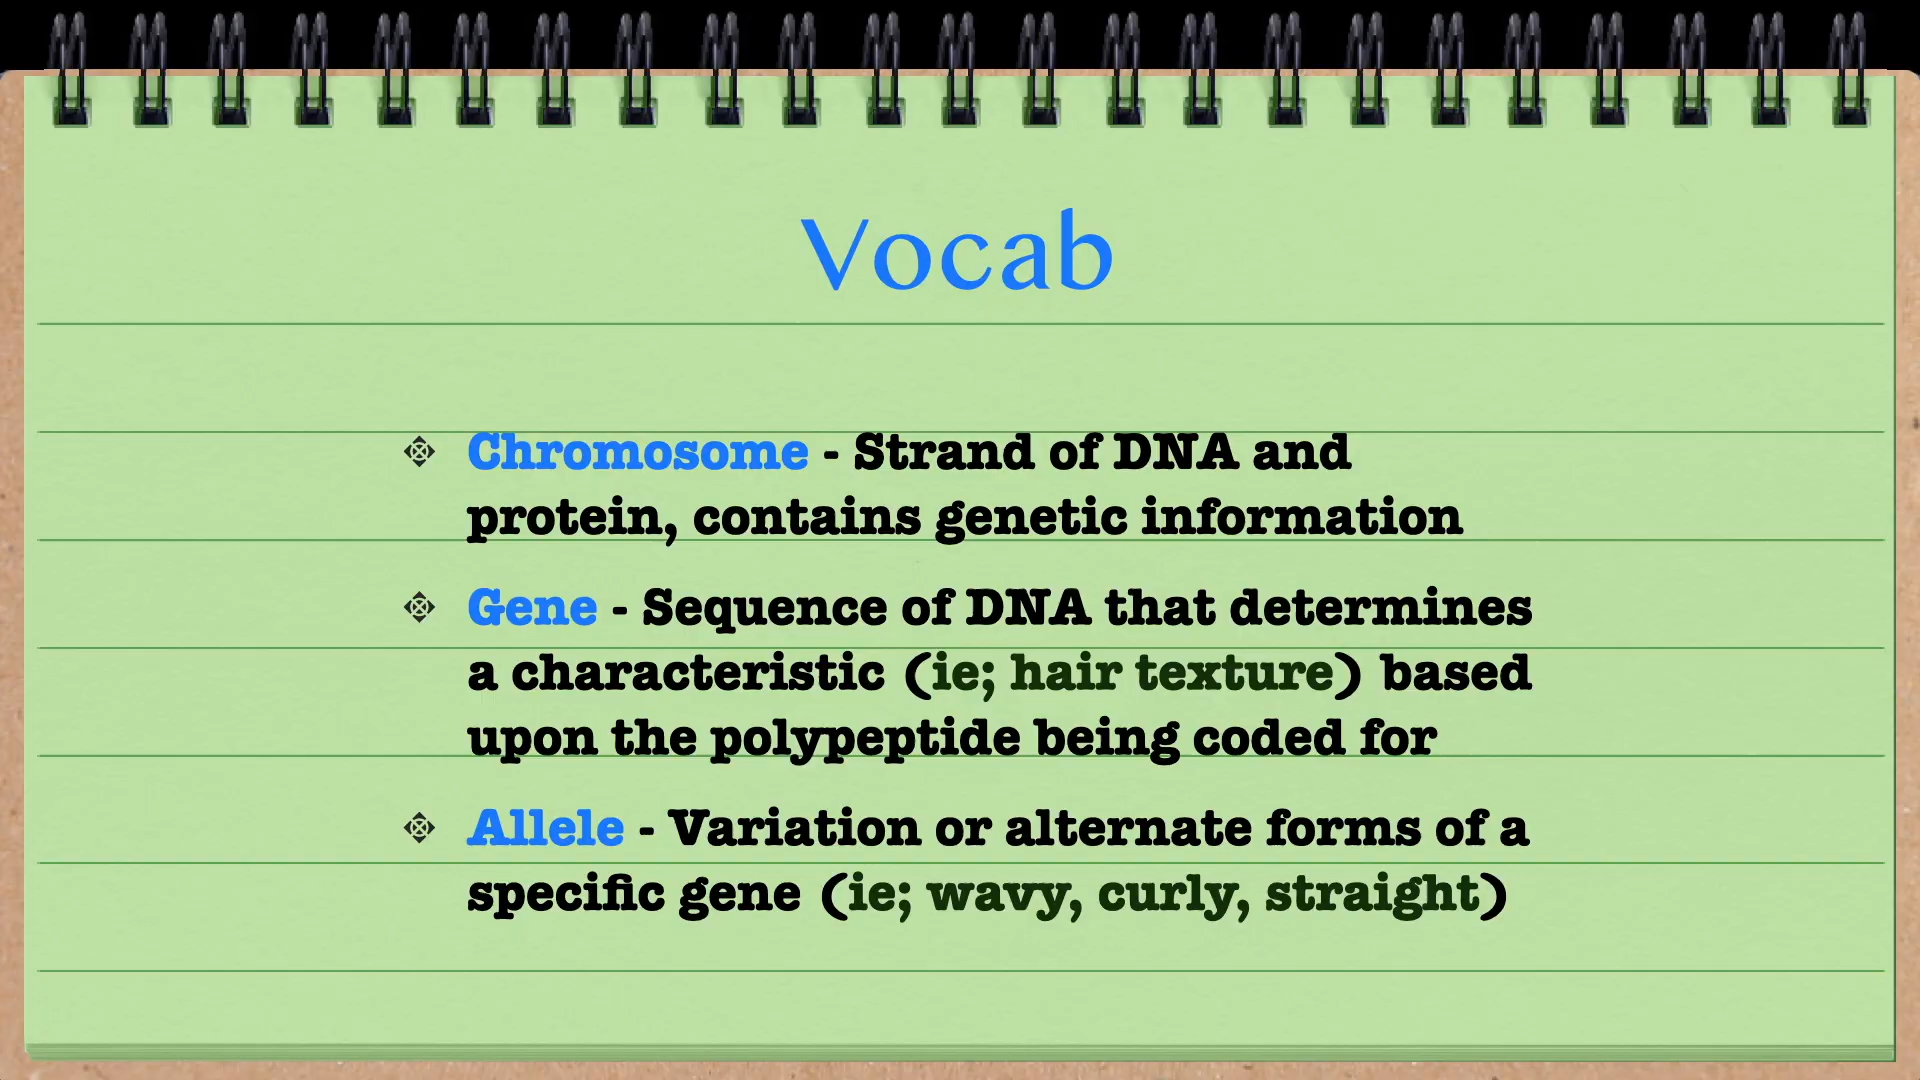 Vocab
Chromosome - Strand of DNA and
protein, contains genetic information
Gene - Sequence of DNA that determines
a characteristic (ie; hair texture) based
upon the polypeptide being coded for
Allele - Variation or alternate forms of a
specific gene (ie; wavy, curly, straight)